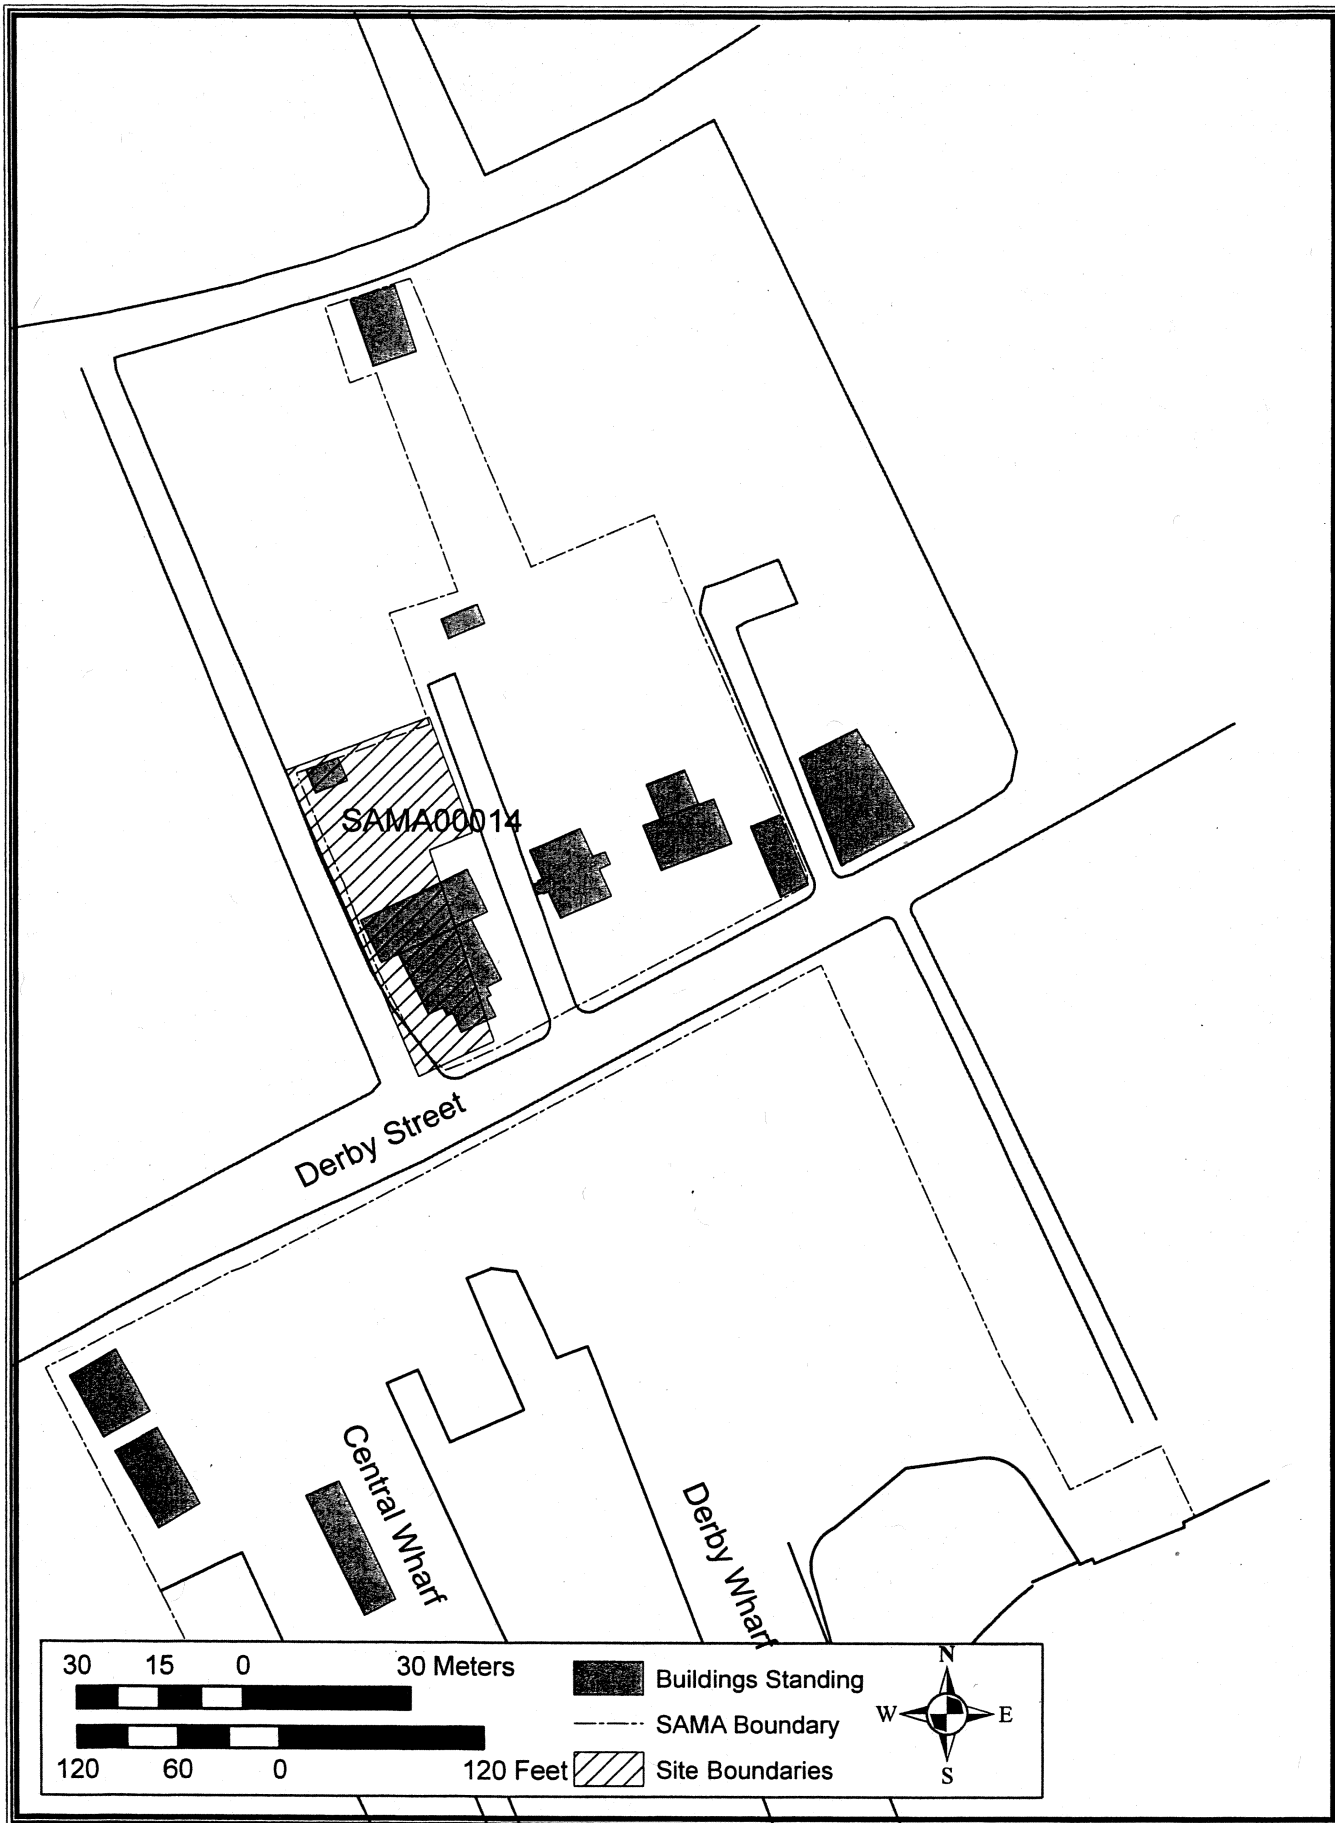 SAMA00014
Derby Street
Central Wharf
Derby Wharf
30 15 0 30 Meters
120 60 0 120 Feet
Buildings Standing
SAMA Boundary
Site Boundaries
N
W E
S